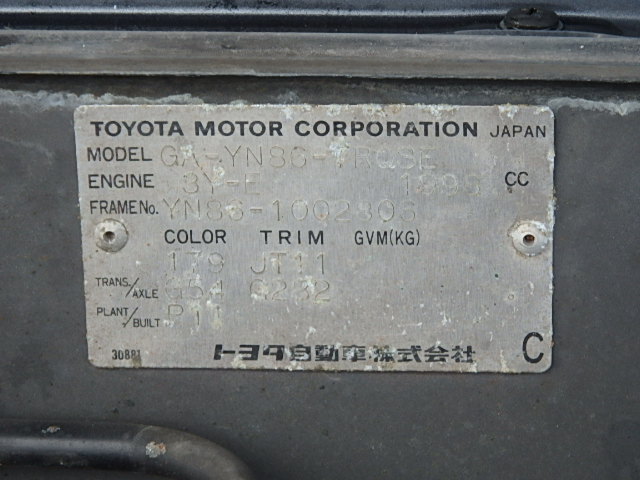 TOYOTA MOTOR CORPORATION JAPAN
MODEL GA-YN86-TRQSE
ENGINE 3Y-E 1998 CC
FRAME No. YN86-1002806
COLOR TRIM GVM(KG)
179 JT11
TRANS./AXLE G54 G282
PLANT/BUILT P11
30881 トヨタ自動車株式会社 C